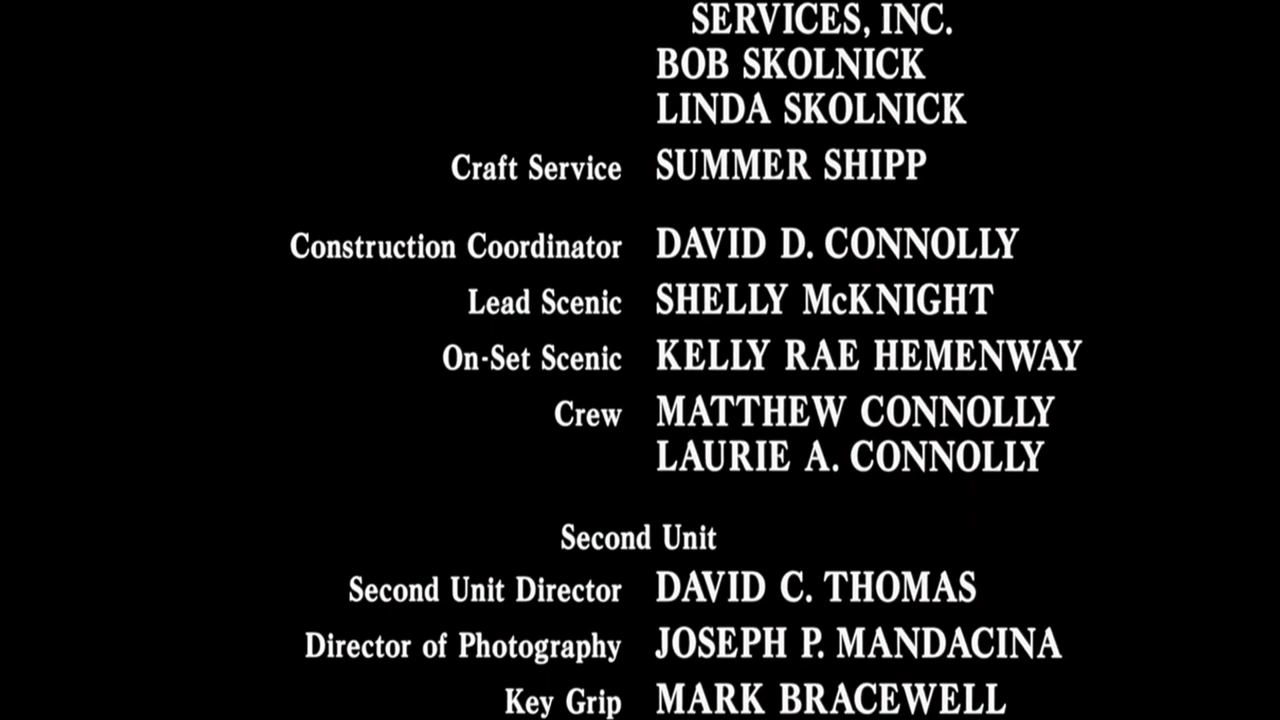 SERVICES, INC.
BOB SKOLNICK
LINDA SKOLNICK
Craft Service SUMMER SHIPP
Construction Coordinator DAVID D. CONNOLLY
Lead Scenic SHELLY McKNIGHT
On-Set Scenic KELLY RAE HEMENWAY
Crew MATTHEW CONNOLLY
LAURIE A. CONNOLLY
Second Unit
Second Unit Director DAVID C. THOMAS
Director of Photography JOSEPH P. MANDACINA
Key Grip MARK BRACEWELL